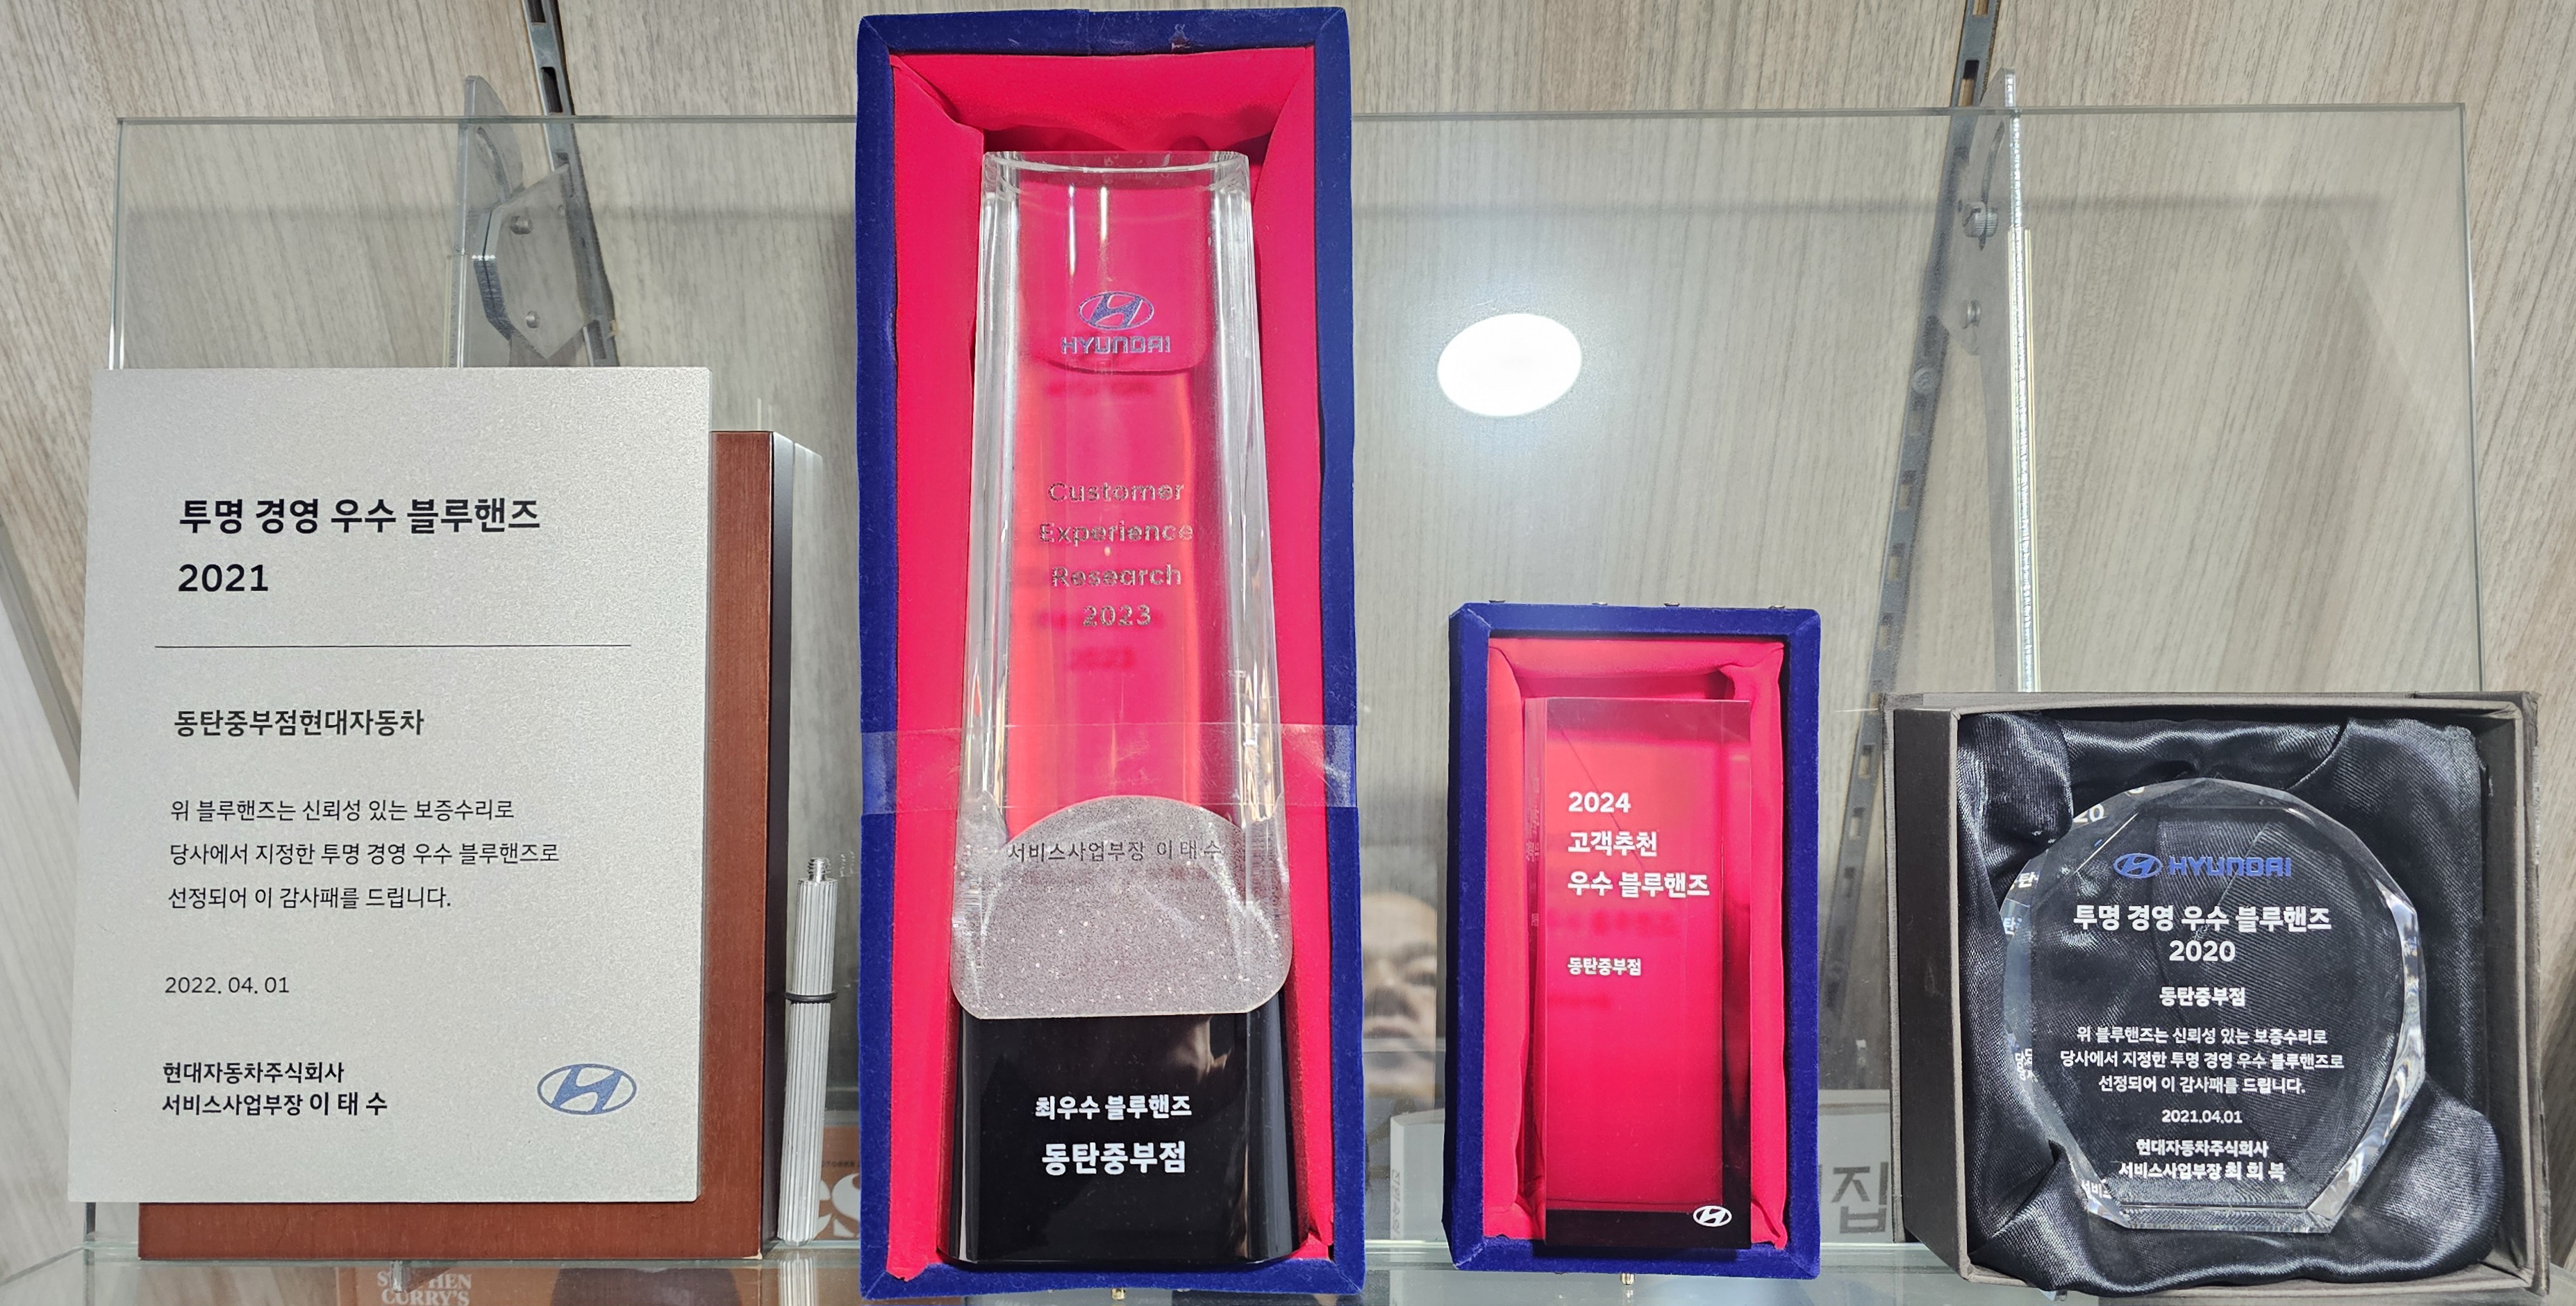 투명 경영 우수 블루핸즈
2021
동탄중부점현대자동차
위 블루핸즈는 신뢰성 있는 보증수리로
당사에서 지정한 투명 경영 우수 블루핸즈로
선정되어 이 감사패를 드립니다.
2022. 04. 01
현대자동차주식회사
서비스사업부장 이 태 수
HYUNDAI
Customer
Experience
Research
2023
서비스사업부장 이 태 수
최우수 블루핸즈
동탄중부점
2024
고객추천
우수 블루핸즈
동탄중부점
HYUNDAI
투명 경영 우수 블루핸즈
2020
동탄중부점
위 블루핸즈는 신뢰성 있는 보증수리로
당사에서 지정한 투명 경영 우수 블루핸즈로
선정되어 이 감사패를 드립니다.
2021.04.01
현대자동차주식회사
서비스사업부장 최 희 복
STEPHEN
CURRY'S
집